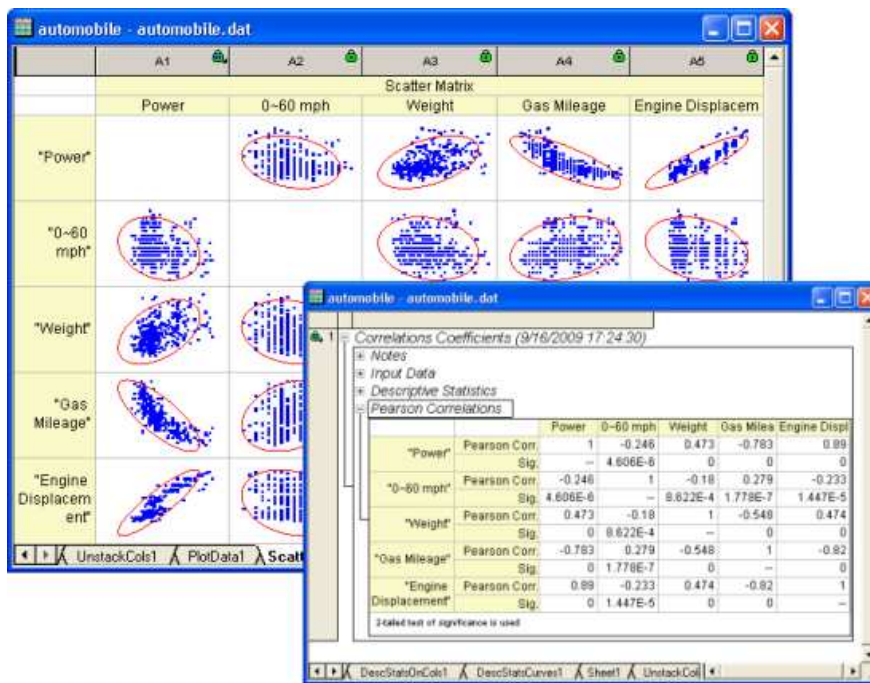 automobile - automobile.dat
A1 A2 A3 A4 A5
Scatter Matrix
Power 0~60 mph Weight Gas Mileage Engine Displacem
"Power"
"0~60
mph"
"Weight"
"Gas
Mileage"
"Engine
Displacem
ent"
UnstackCols1 PlotData1 Scatt
automobile - automobile.dat
1 Correlations Coefficients (9/16/2009 17:24:30)
Notes
Input Data
Descriptive Statistics
Pearson Correlations
Power 0~60 mph Weight Gas Milea Engine Displ
"Power" Pearson Corr. 1 -0.246 0.473 -0.783 0.89
Sig. -- 4.606E-6 0 0 0
"0~60 mph" Pearson Corr. -0.246 1 -0.18 0.279 -0.233
Sig. 4.606E-6 -- 8.622E-4 1.778E-7 1.447E-5
"Weight" Pearson Corr. 0.473 -0.18 1 -0.548 0.474
Sig. 0 8.622E-4 -- 0 0
"Gas Mileage" Pearson Corr. -0.783 0.279 -0.548 1 -0.82
Sig. 0 1.778E-7 0 -- 0
"Engine
Displacement" Pearson Corr. 0.89 -0.233 0.474 -0.82 1
Sig. 0 1.447E-5 0 0 --
2-tailed test of significance is used
DescStatsOnCols1 DescStatsCurves1 Sheet1 UnstackCol